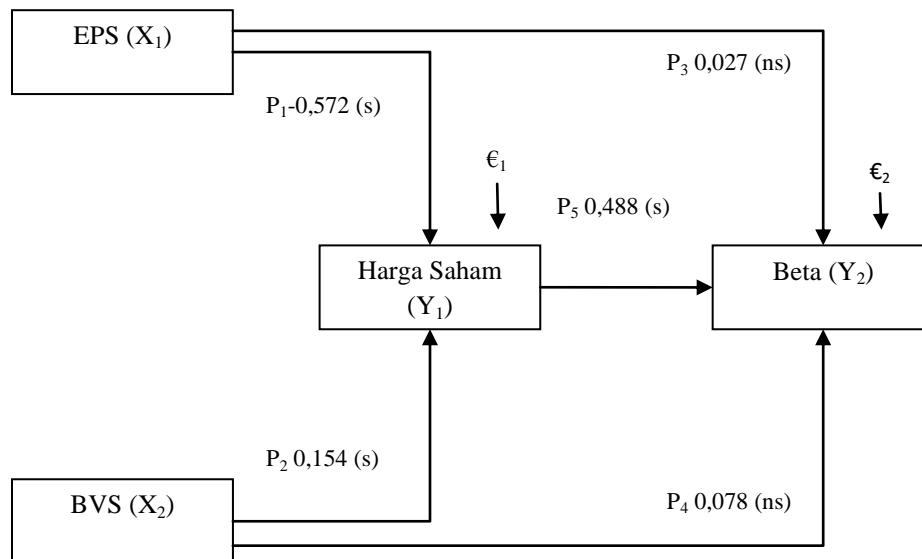 EPS (X₁)
P₃ 0,027 (ns)
P₁-0,572 (s)
€₁
€₂
P₅ 0,488 (s)
Harga Saham
(Y₁)
Beta (Y₂)
P₂ 0,154 (s)
BVS (X₂)
P₄ 0,078 (ns)